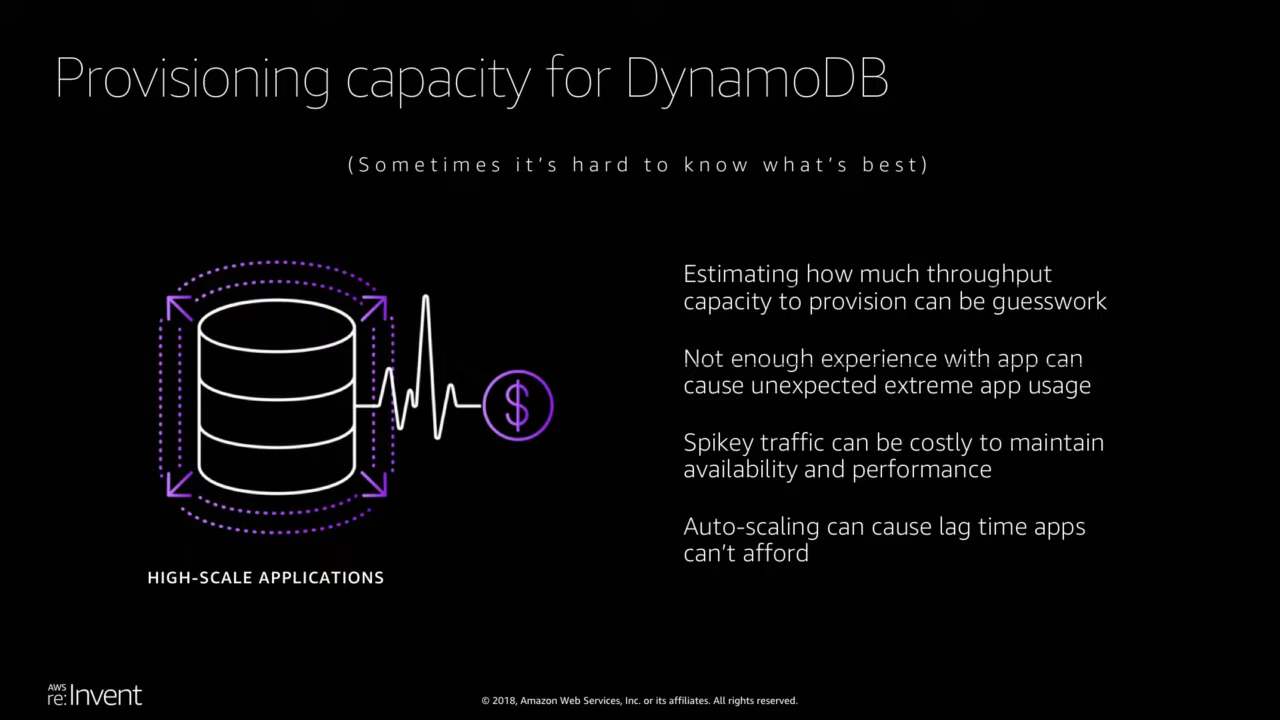 Provisioning capacity for DynamoDB
(Sometimes it's hard to know what's best)
Estimating how much throughput
capacity to provision can be guesswork
Not enough experience with app can
cause unexpected extreme app usage
Spikey traffic can be costly to maintain
availability and performance
Auto-scaling can cause lag time apps
can't afford
$
HIGH-SCALE APPLICATIONS
AWS
re:Invent
© 2018, Amazon Web Services, Inc. or its affiliates. All rights reserved.